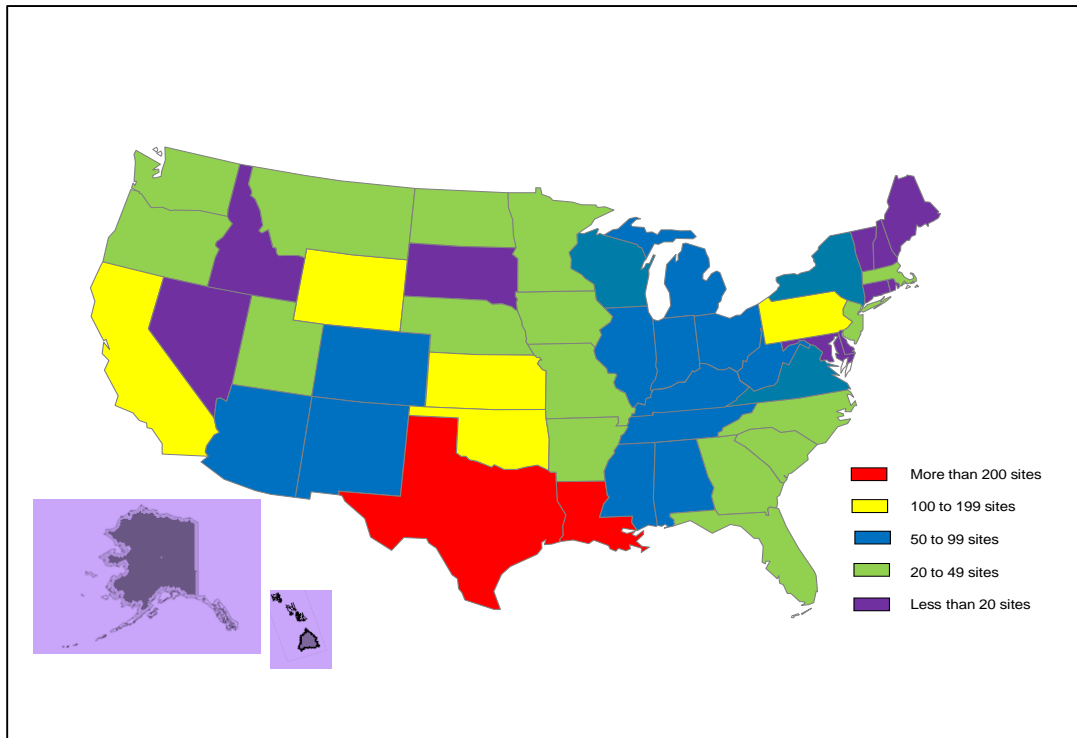 More than 200 sites
100 to 199 sites
50 to 99 sites
20 to 49 sites
Less than 20 sites